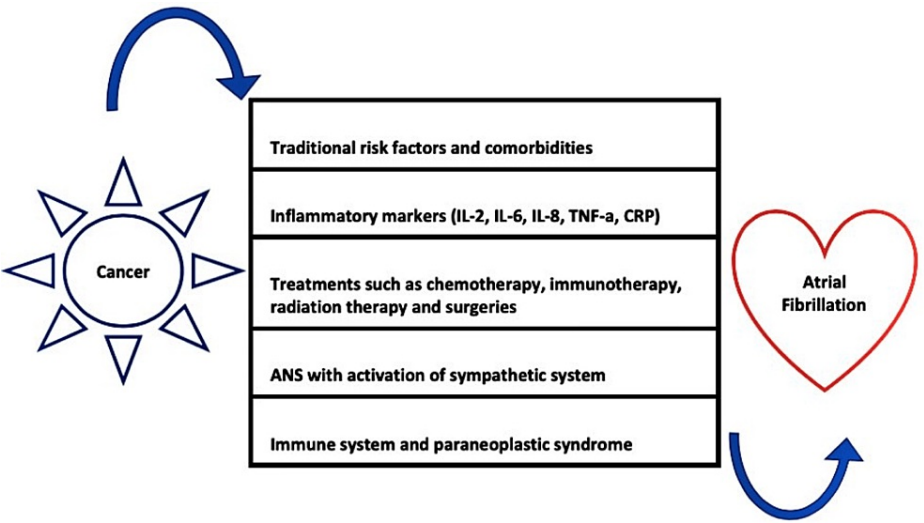 Traditional risk factors and comorbidities
Inflammatory markers (IL-2, IL-6, IL-8, TNF-a, CRP)
Cancer
Treatments such as chemotherapy, immunotherapy,
radiation therapy and surgeries
Atrial
Fibrillation
ANS with activation of sympathetic system
Immune system and paraneoplastic syndrome